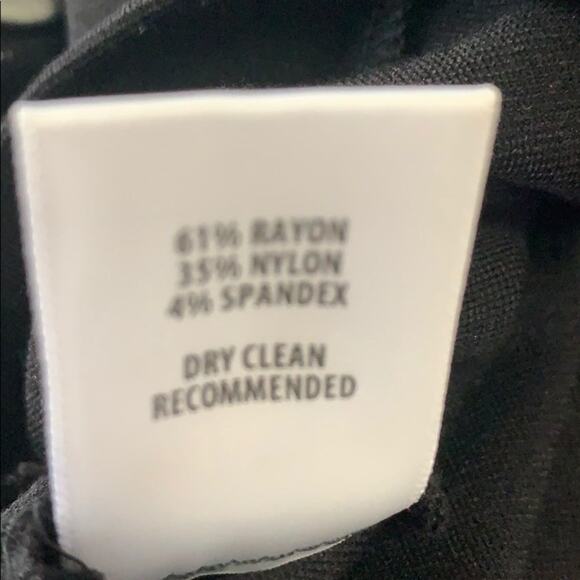 61% RAYON
35% NYLON
4% SPANDEX
DRY CLEAN
RECOMMENDED